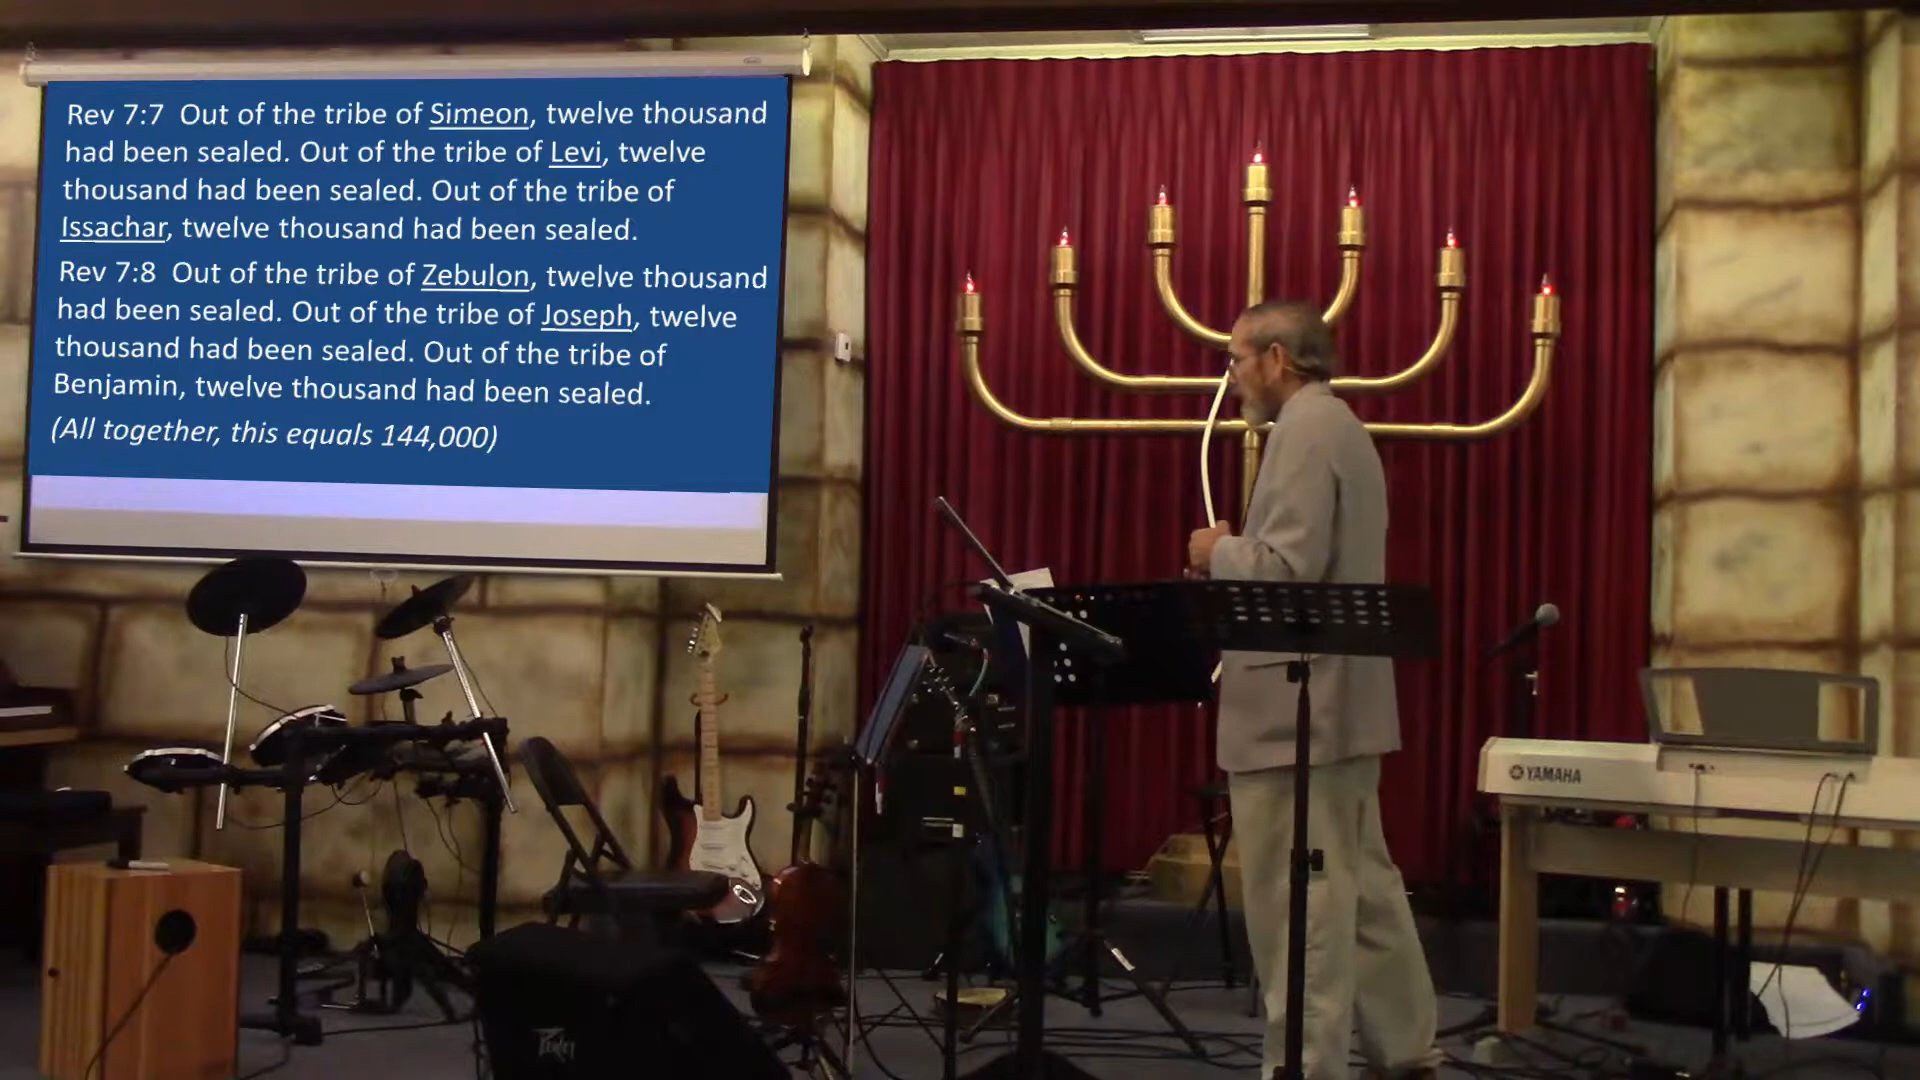 Rev 7:7  Out of the tribe of Simeon, twelve thousand
had been sealed. Out of the tribe of Levi, twelve
thousand had been sealed. Out of the tribe of
Issachar, twelve thousand had been sealed.
Rev 7:8  Out of the tribe of Zebulon, twelve thousand
had been sealed. Out of the tribe of Joseph, twelve
thousand had been sealed. Out of the tribe of
Benjamin, twelve thousand had been sealed.
(All together, this equals 144,000)
YAMAHA